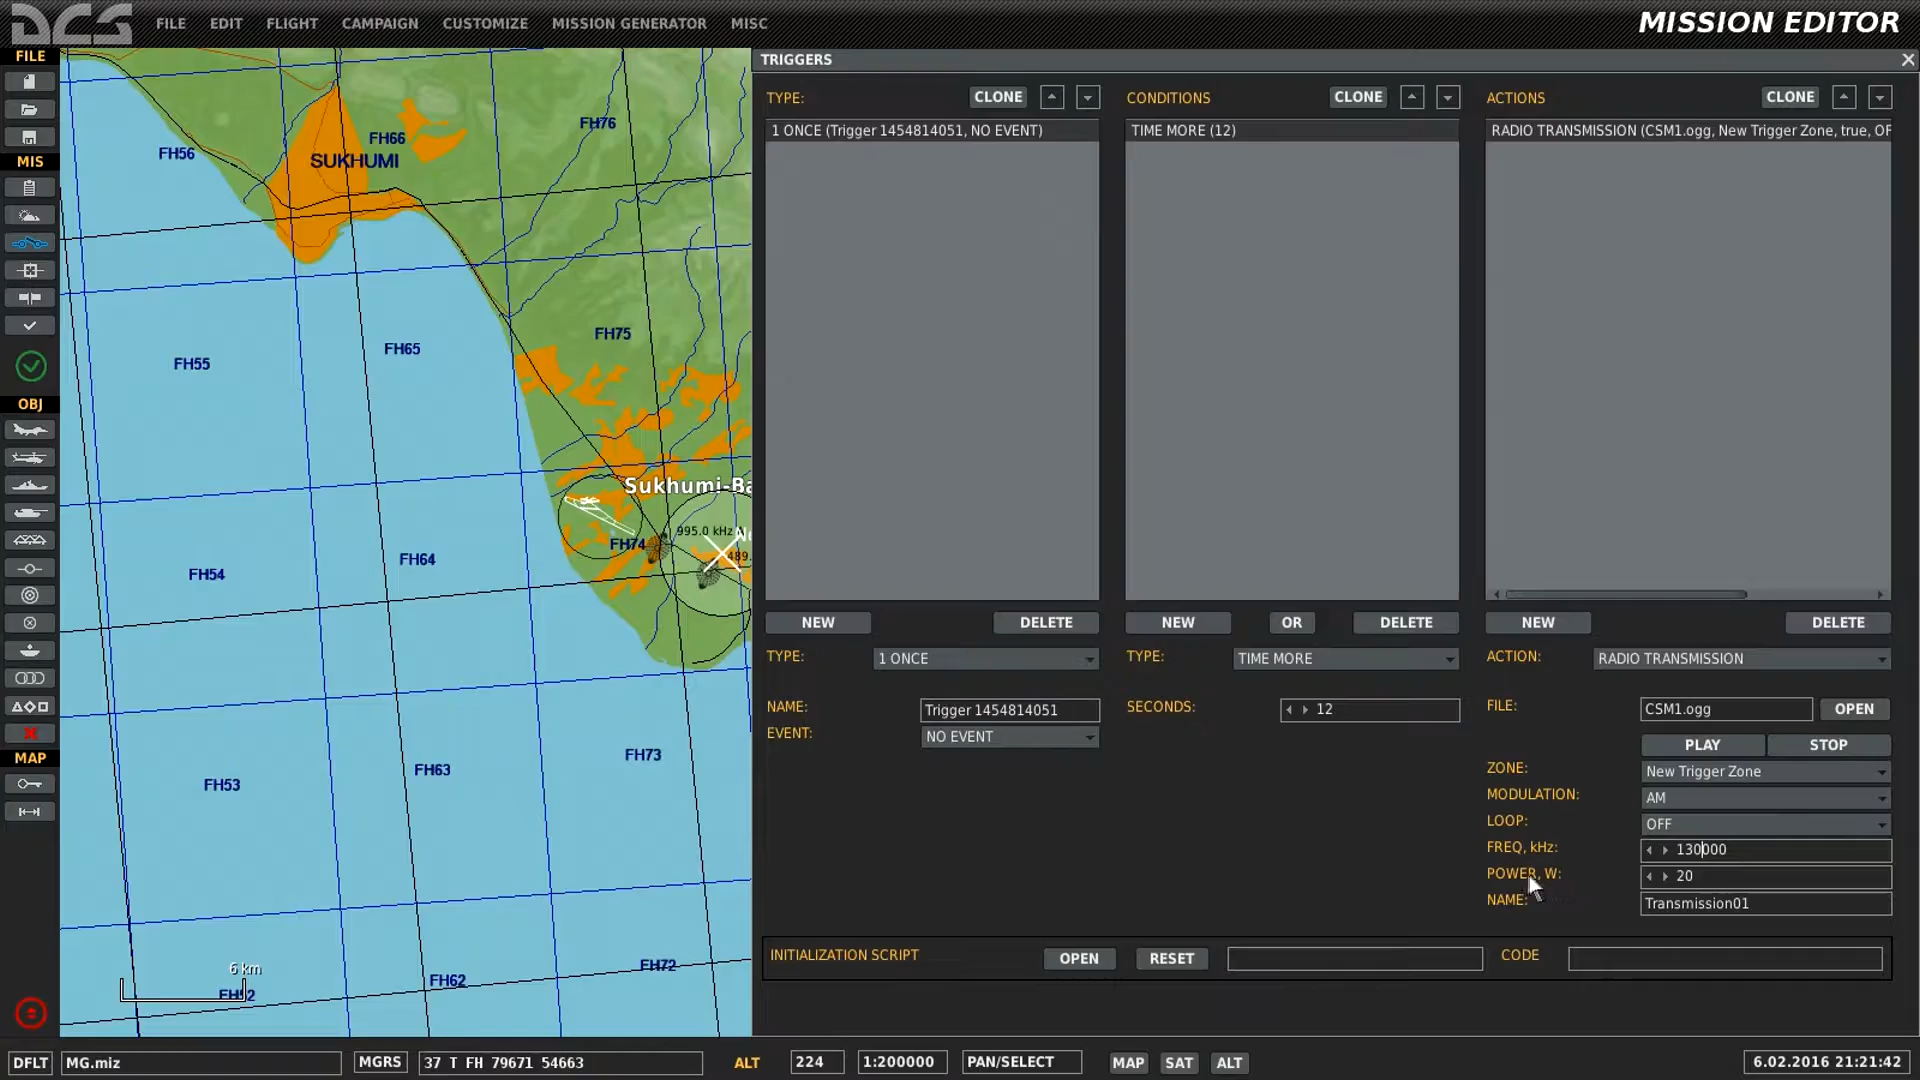 DCS
FILE EDIT FLIGHT CAMPAIGN CUSTOMIZE MISSION GENERATOR MISC
MISSION EDITOR
FILE
MIS
OBJ
MAP
FH56
FH66
SUKHUMI
FH76
FH55
FH65
FH75
Sukhumi-Ba
995.0 kHz
489.
FH74
FH54
FH64
FH53
FH63
FH73
6 km
FH52
FH62
FH72
TRIGGERS
TYPE: CLONE
CONDITIONS CLONE
ACTIONS CLONE
1 ONCE (Trigger 1454814051, NO EVENT)
TIME MORE (12)
RADIO TRANSMISSION (CSM1.ogg, New Trigger Zone, true, OF
NEW DELETE
NEW OR DELETE
NEW DELETE
TYPE: 1 ONCE
TYPE: TIME MORE
ACTION: RADIO TRANSMISSION
NAME: Trigger 1454814051
EVENT: NO EVENT
SECONDS: 12
FILE: CSM1.ogg OPEN
PLAY STOP
ZONE: New Trigger Zone
MODULATION: AM
LOOP: OFF
FREQ, kHz: 130000
POWER, W: 20
NAME: Transmission01
INITIALIZATION SCRIPT OPEN RESET CODE
DFLT MG.miz MGRS 37 T FH 79671 54663 ALT 224 1:200000 PAN/SELECT MAP SAT ALT 6.02.2016 21:21:42